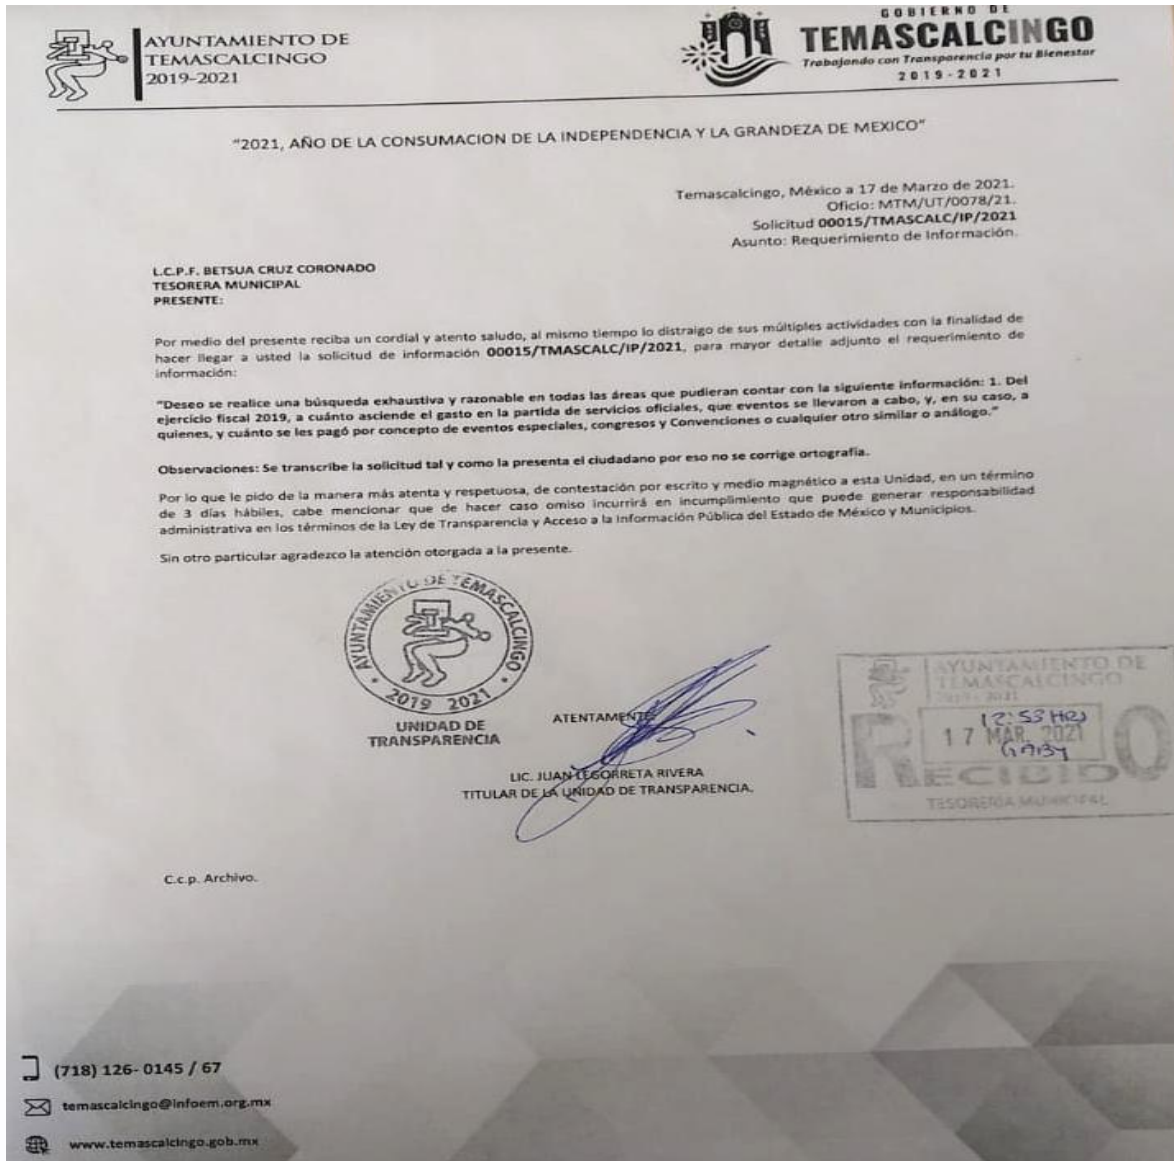 AYUNTAMIENTO DE
TEMASCALCINGO
2019-2021
GOBIERNO DE
TEMASCALCINGO
Trabajando con Transparencia por tu Bienestar
2019-2021
"2021, AÑO DE LA CONSUMACION DE LA INDEPENDENCIA Y LA GRANDEZA DE MEXICO"
Temascalcingo, México a 17 de Marzo de 2021.
Oficio: MTM/UT/0078/21.
Solicitud 00015/TMASCALC/IP/2021
Asunto: Requerimiento de Información.
L.C.P.F. BETSUA CRUZ CORONADO
TESORERA MUNICIPAL
PRESENTE:
Por medio del presente reciba un cordial y atento saludo, al mismo tiempo lo distraigo de sus múltiples actividades con la finalidad de
hacer llegar a usted la solicitud de información 00015/TMASCALC/IP/2021, para mayor detalle adjunto el requerimiento de
información:
"Deseo se realice una búsqueda exhaustiva y razonable en todas las áreas que pudieran contar con la siguiente información: 1. Del
ejercicio fiscal 2019, a cuánto asciende el gasto en la partida de servicios oficiales, que eventos se llevaron a cabo, y, en su caso, a
quienes, y cuánto se les pagó por concepto de eventos especiales, congresos y Convenciones o cualquier otro similar o análogo."
Observaciones: Se transcribe la solicitud tal y como la presenta el ciudadano por eso no se corrige ortografía.
Por lo que le pido de la manera más atenta y respetuosa, de contestación por escrito y medio magnético a esta Unidad, en un término
de 3 días hábiles, cabe mencionar que de hacer caso omiso incurrirá en incumplimiento que puede generar responsabilidad
administrativa en los términos de la Ley de Transparencia y Acceso a la Información Pública del Estado de México y Municipios.
Sin otro particular agradezco la atención otorgada a la presente.
AYUNTAMIENTO DE TEMASCALCINGO
2019 2021
UNIDAD DE
TRANSPARENCIA
ATENTAMENTE
LIC. JUAN LEGORRETA RIVERA
TITULAR DE LA UNIDAD DE TRANSPARENCIA.
AYUNTAMIENTO DE
TEMASCALCINGO
2019 - 2021
12:53 Hrs
17 MAR. 2021
GABY
RECIBIDO
TESORERÍA MUNICIPAL
C.c.p. Archivo.
(718) 126- 0145 / 67
temascalcingo@infoem.org.mx
www.temascalcingo.gob.mx